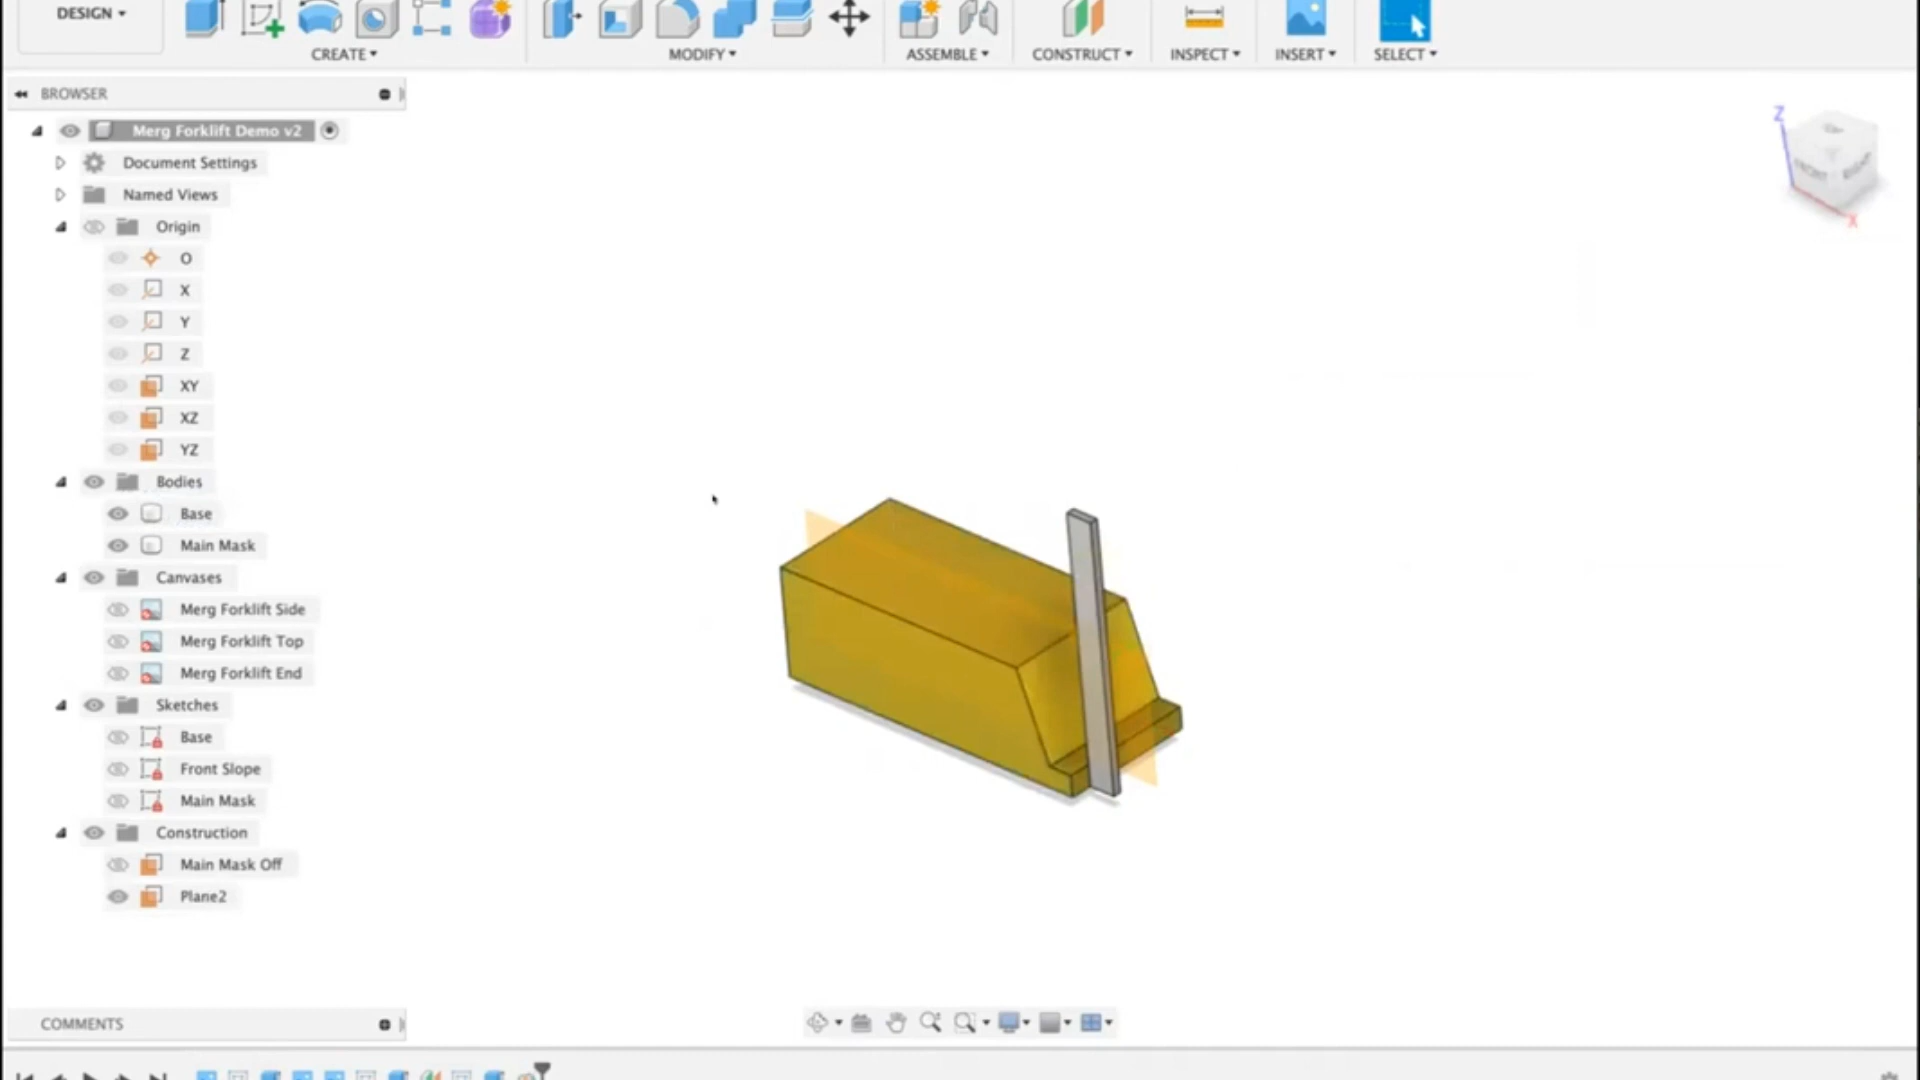 DESIGN
CREATE
MODIFY
ASSEMBLE
CONSTRUCT
INSPECT
INSERT
SELECT
BROWSER
Merg Forklift Demo v2
Document Settings
Named Views
Origin
O
X
Y
Z
XY
XZ
YZ
Bodies
Base
Main Mask
Canvases
Merg Forklift Side
Merg Forklift Top
Merg Forklift End
Sketches
Base
Front Slope
Main Mask
Construction
Main Mask Off
Plane2
Z
FRONT
RIGHT
X
COMMENTS